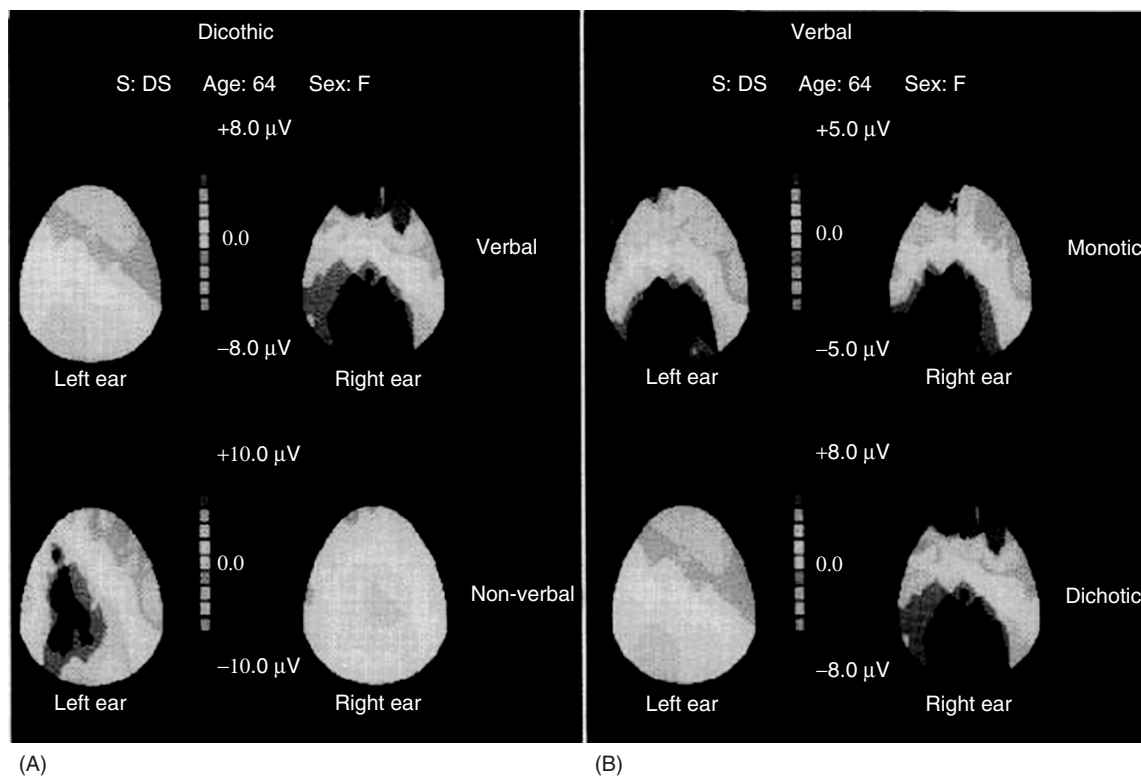 Dicothic
S: DS Age: 64 Sex: F
+8.0 µV
0.0
Verbal
−8.0 µV
Left ear Right ear
+10.0 µV
0.0
Non-verbal
−10.0 µV
Left ear Right ear
(A)
Verbal
S: DS Age: 64 Sex: F
+5.0 µV
0.0
Monotic
−5.0 µV
Left ear Right ear
+8.0 µV
0.0
Dichotic
−8.0 µV
Left ear Right ear
(B)